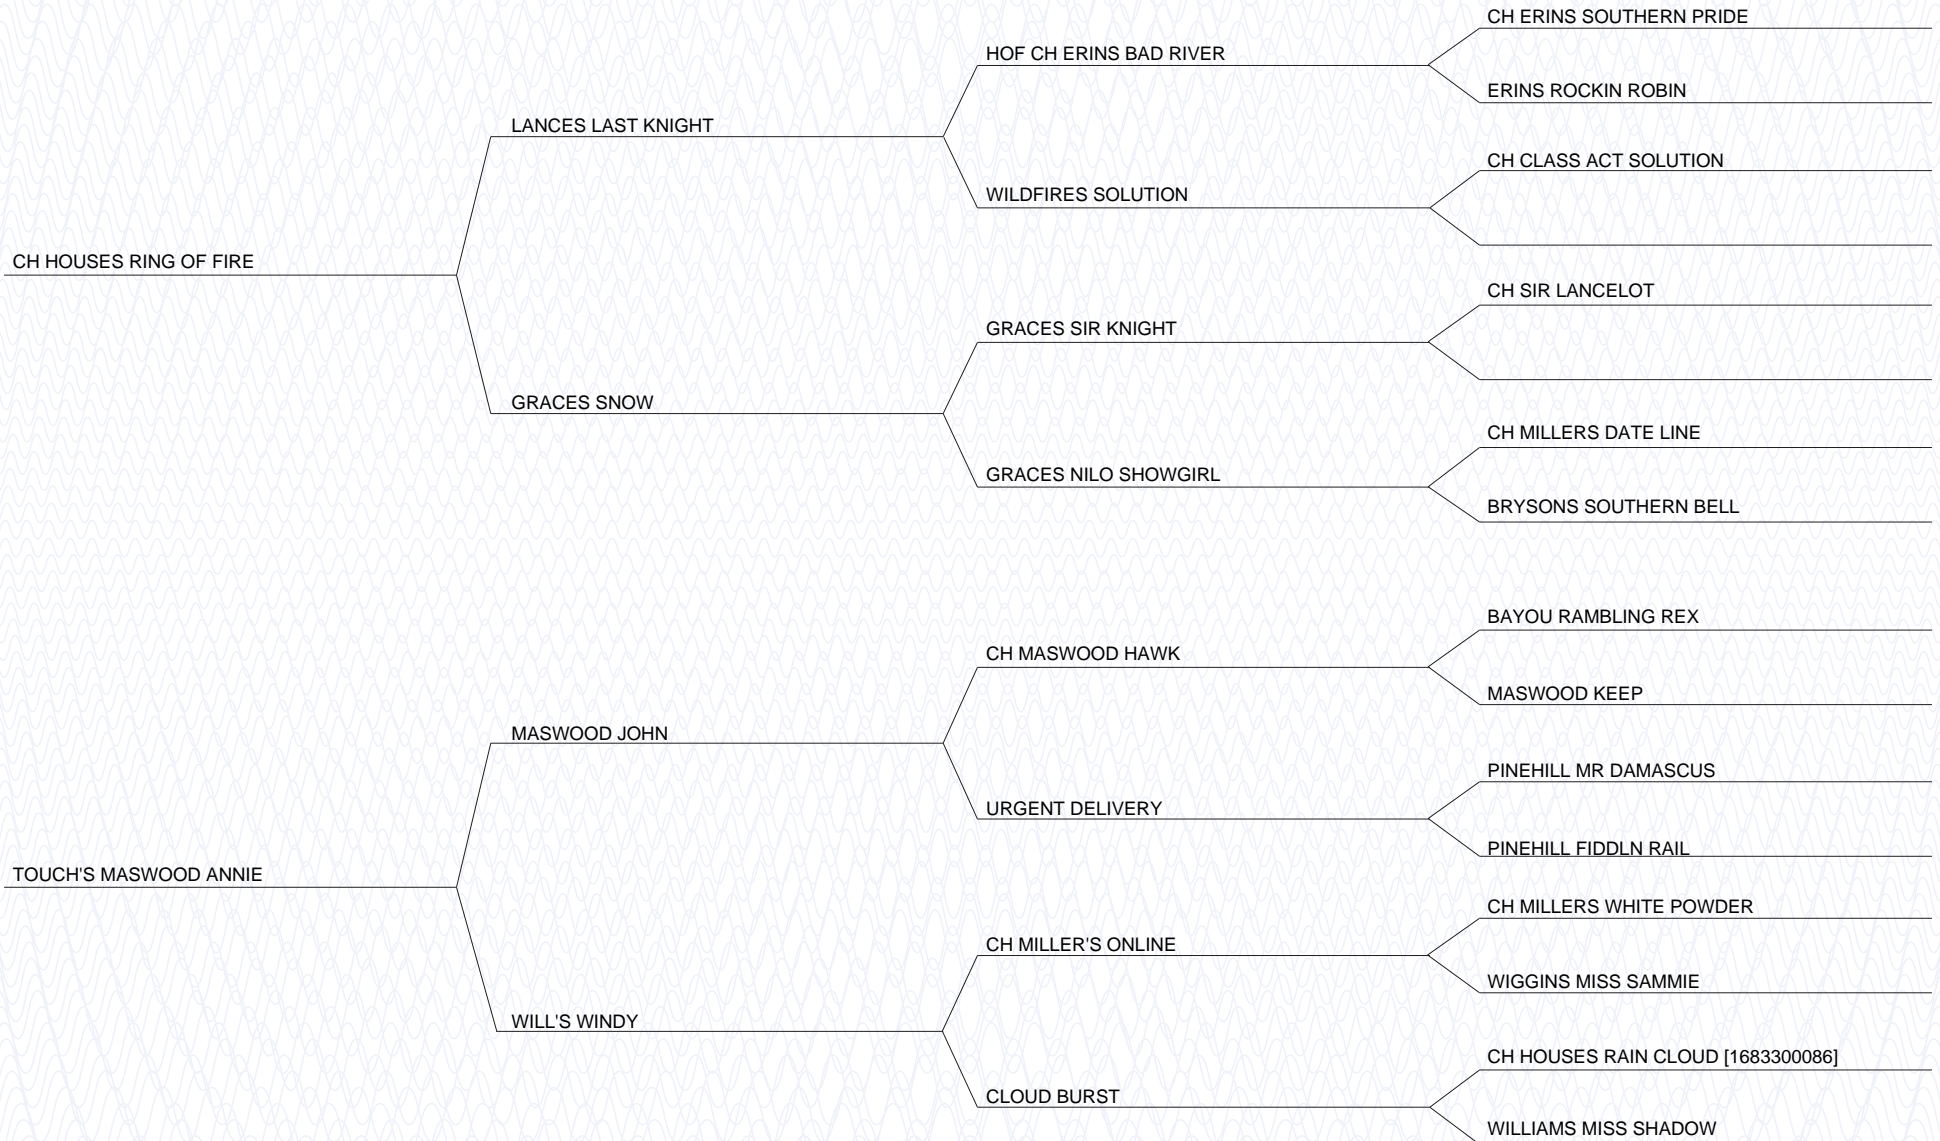 CH ERINS SOUTHERN PRIDE
HOF CH ERINS BAD RIVER
ERINS ROCKIN ROBIN
LANCES LAST KNIGHT
CH CLASS ACT SOLUTION
WILDFIRES SOLUTION
CH HOUSES RING OF FIRE
CH SIR LANCELOT
GRACES SIR KNIGHT
GRACES SNOW
CH MILLERS DATE LINE
GRACES NILO SHOWGIRL
BRYSONS SOUTHERN BELL
BAYOU RAMBLING REX
CH MASWOOD HAWK
MASWOOD KEEP
MASWOOD JOHN
PINEHILL MR DAMASCUS
URGENT DELIVERY
PINEHILL FIDDLN RAIL
TOUCH'S MASWOOD ANNIE
CH MILLERS WHITE POWDER
CH MILLER'S ONLINE
WIGGINS MISS SAMMIE
WILL'S WINDY
CH HOUSES RAIN CLOUD [1683300086]
CLOUD BURST
WILLIAMS MISS SHADOW